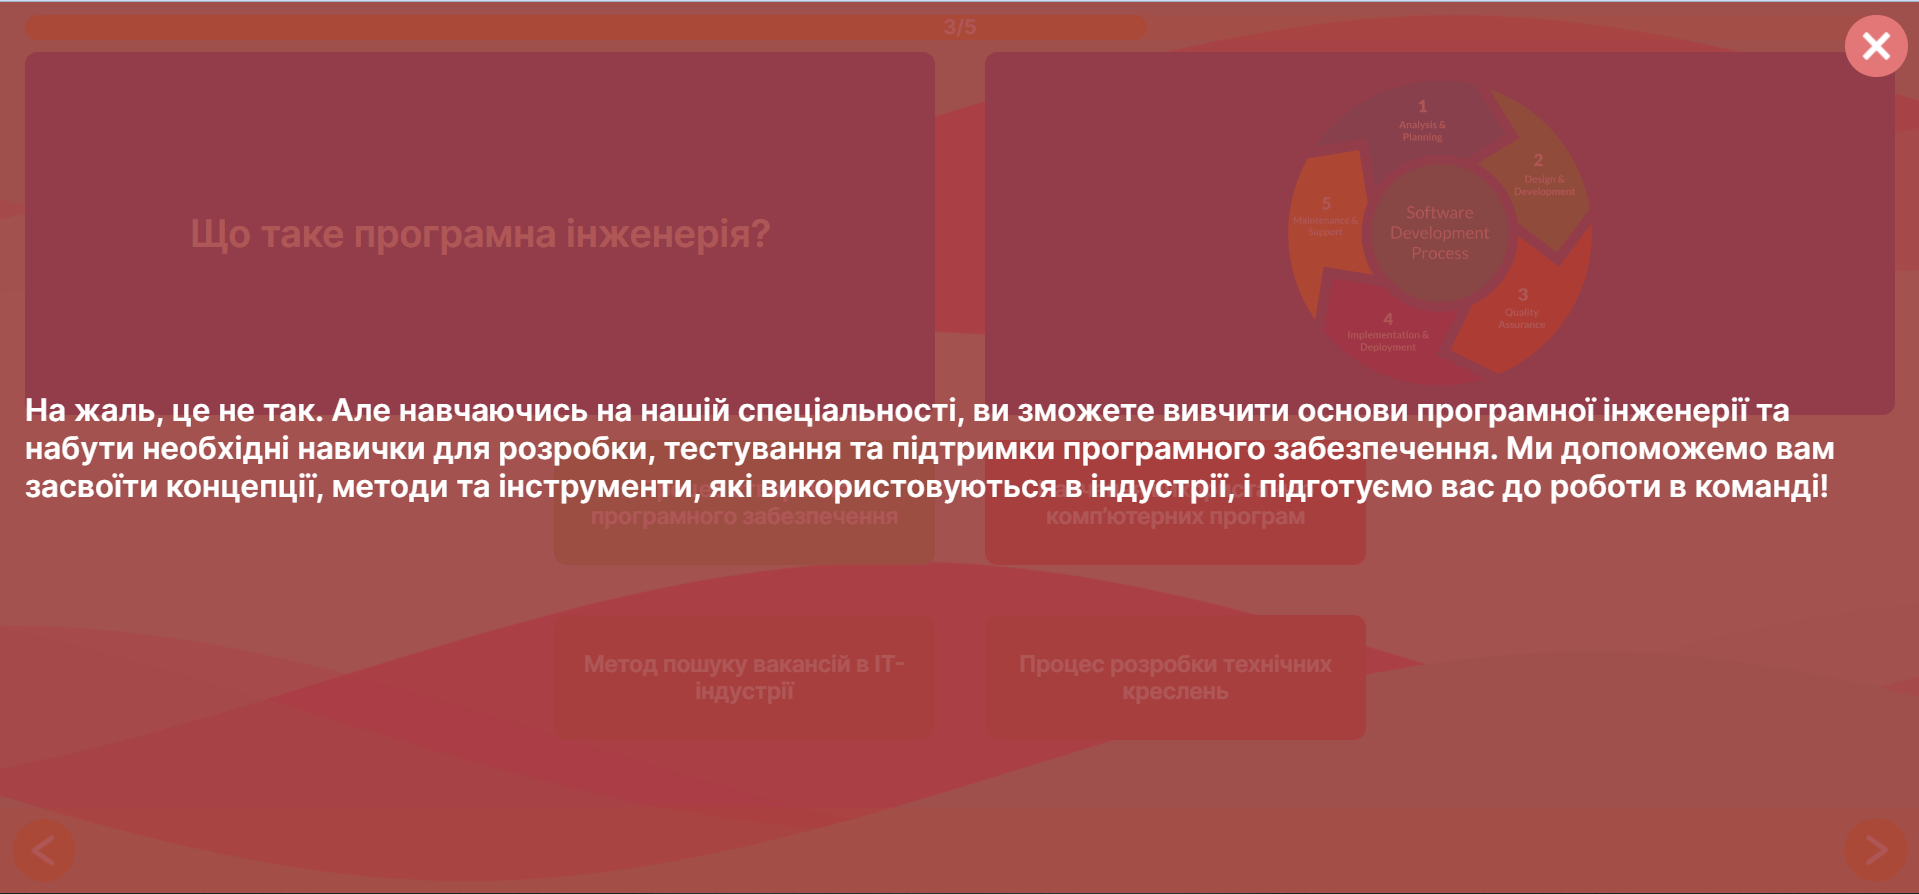 3/5
Що таке програмна інженерія?
1
Analysis &
Planning
2
Design &
Development
3
Quality
Assurance
4
Implementation &
Deployment
5
Maintenance &
Support
Software
Development
Process
На жаль, це не так. Але навчаючись на нашій спеціальності, ви зможете вивчити основи програмної інженерії та
набути необхідні навички для розробки, тестування та підтримки програмного забезпечення. Ми допоможемо вам
засвоїти концепції, методи та інструменти, які використовуються в індустрії, і підготуємо вас до роботи в команді!
програмного забезпечення
комп'ютерних програм
Метод пошуку вакансій в ІТ-
індустрії
Процес розробки технічних
креслень